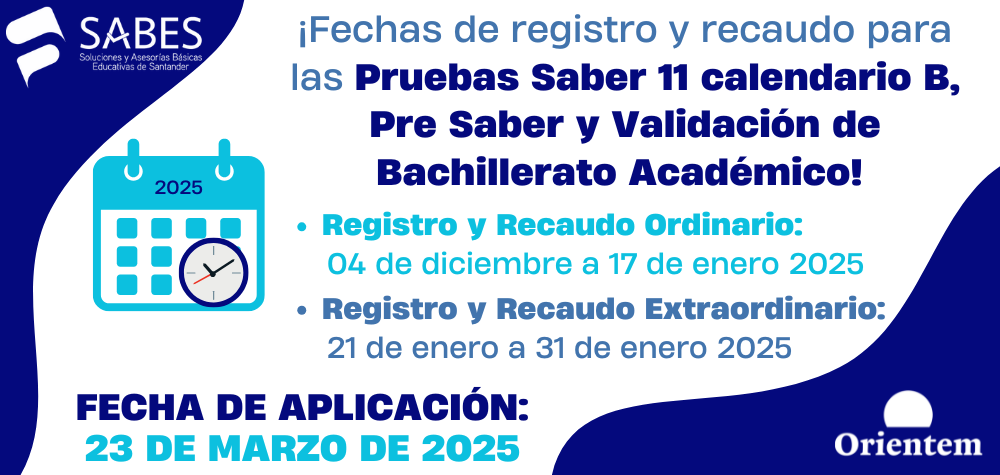 SABES
Soluciones y Asesorías Básicas
Educativas de Santander
¡Fechas de registro y recaudo para
las Pruebas Saber 11 calendario B,
Pre Saber y Validación de
Bachillerato Académico!
2025
• Registro y Recaudo Ordinario:
04 de diciembre a 17 de enero 2025
• Registro y Recaudo Extraordinario:
21 de enero a 31 de enero 2025
FECHA DE APLICACIÓN:
23 DE MARZO DE 2025
Orientem